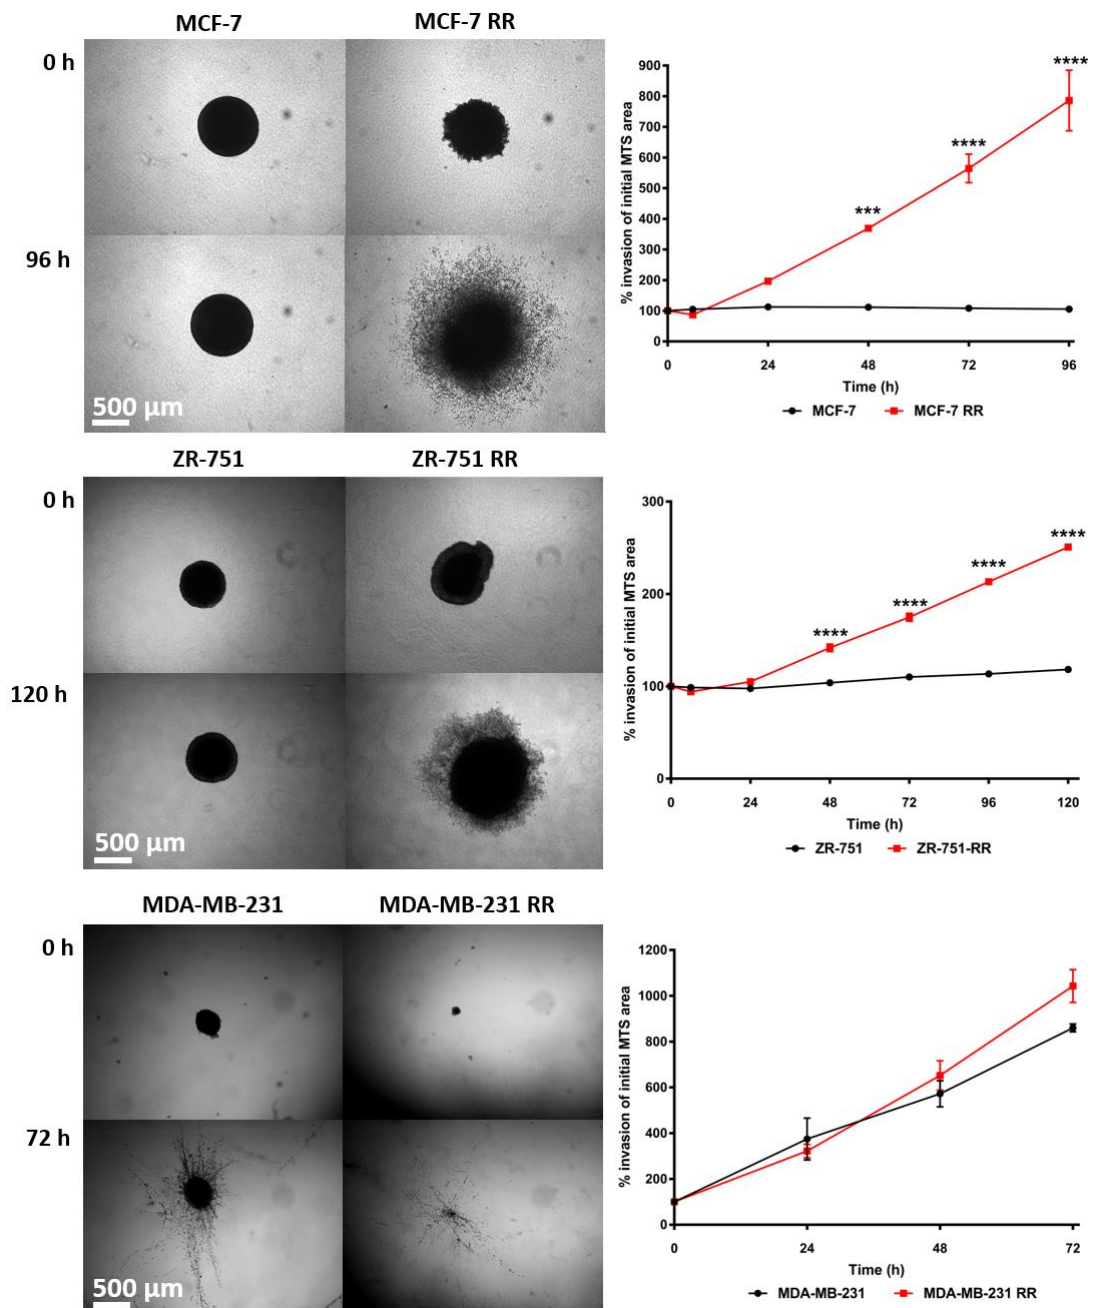 MCF-7
MCF-7 RR
0 h
96 h
500 µm
% invasion of initial MTS area
900
800
700
600
500
400
300
200
100
0
***
****
****
0 24 48 72 96
Time (h)
MCF-7 MCF-7 RR
ZR-751
ZR-751 RR
0 h
120 h
500 µm
% invasion of initial MTS area
300
200
100
0
****
****
****
****
0 24 48 72 96 120
Time (h)
ZR-751 ZR-751-RR
MDA-MB-231
MDA-MB-231 RR
0 h
72 h
500 µm
% invasion of initial MTS area
1200
1000
800
600
400
200
0
0 24 48 72
Time (h)
MDA-MB-231 MDA-MB-231 RR